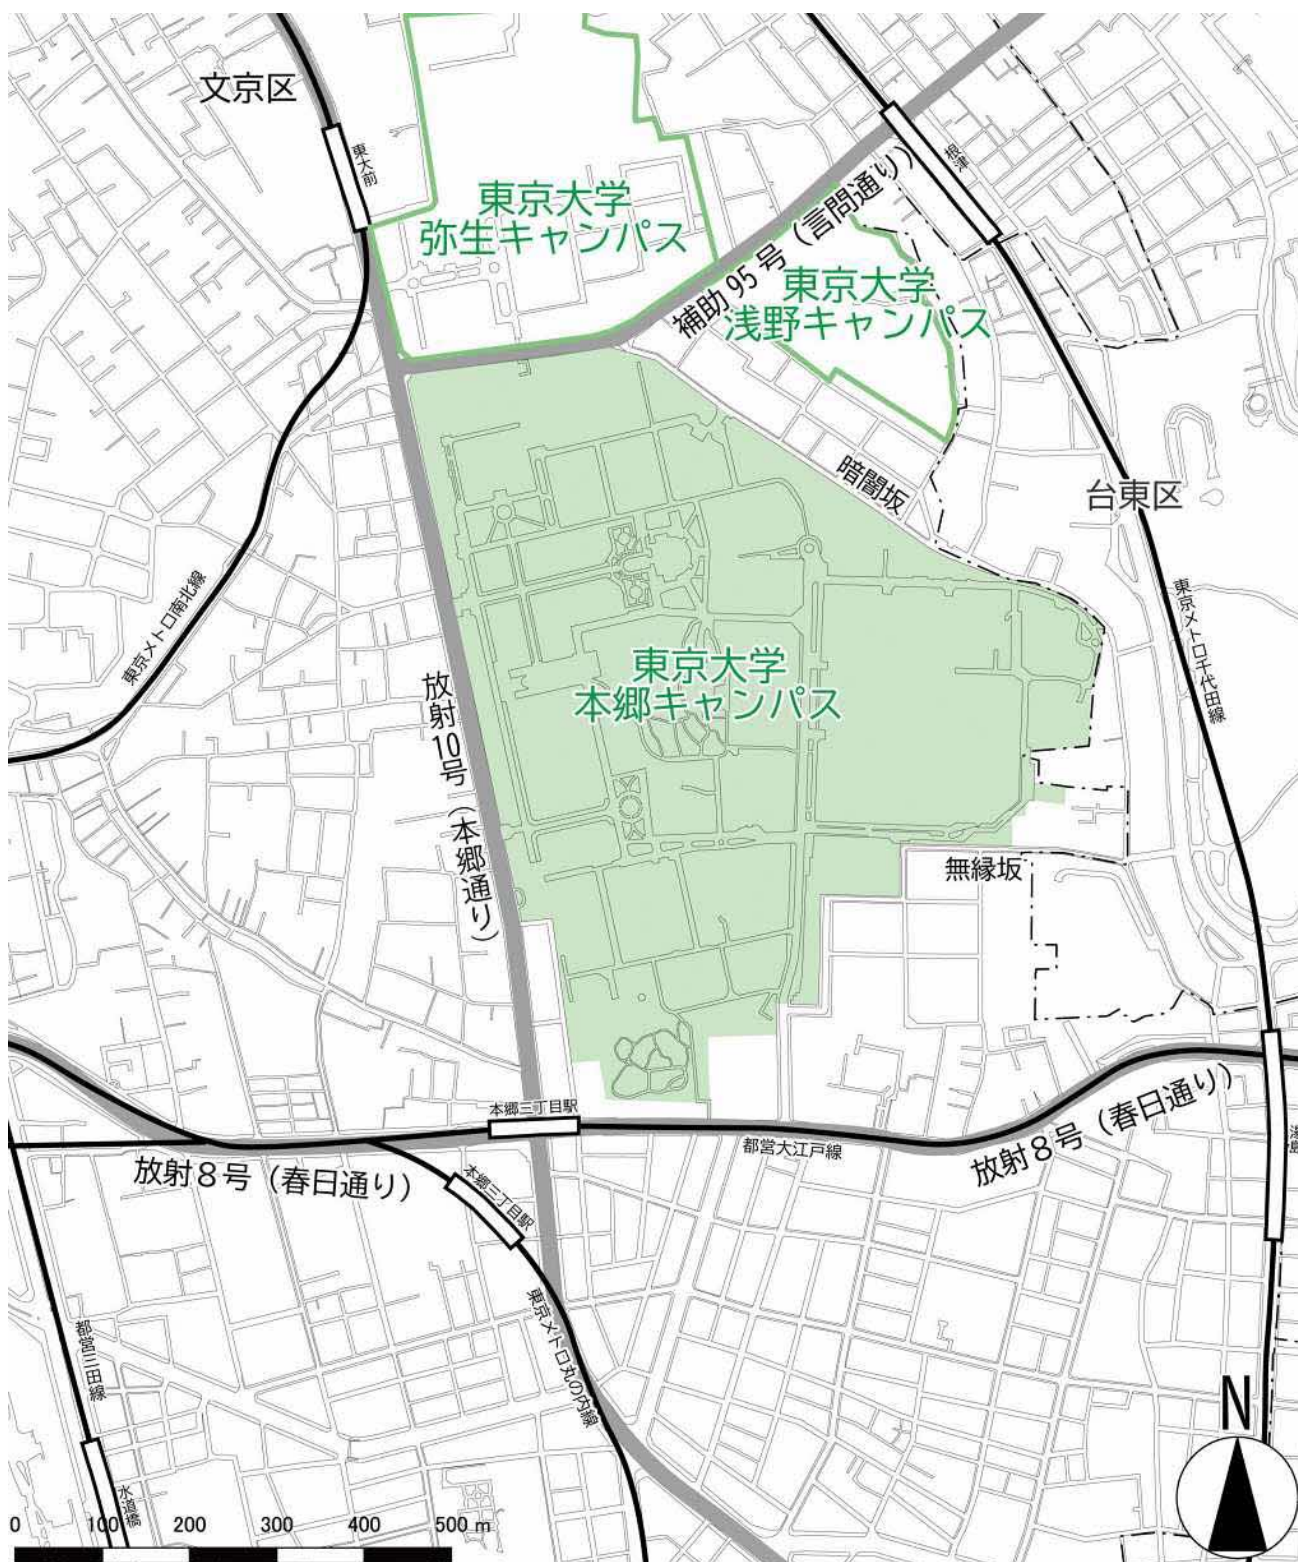 文京区
東大前
根津
東京大学
弥生キャンパス
補助95号（言問通り）
東京大学
浅野キャンパス
暗闇坂
台東区
東京メトロ南北線
東京メトロ千代田線
東京大学
本郷キャンパス
放射10号（本郷通り）
無縁坂
本郷三丁目駅
都営大江戸線
放射８号（春日通り）
放射８号（春日通り）
本郷三丁目駅
東京メトロ丸の内線
都営三田線
水道橋
N
0 100 200 300 400 500 m